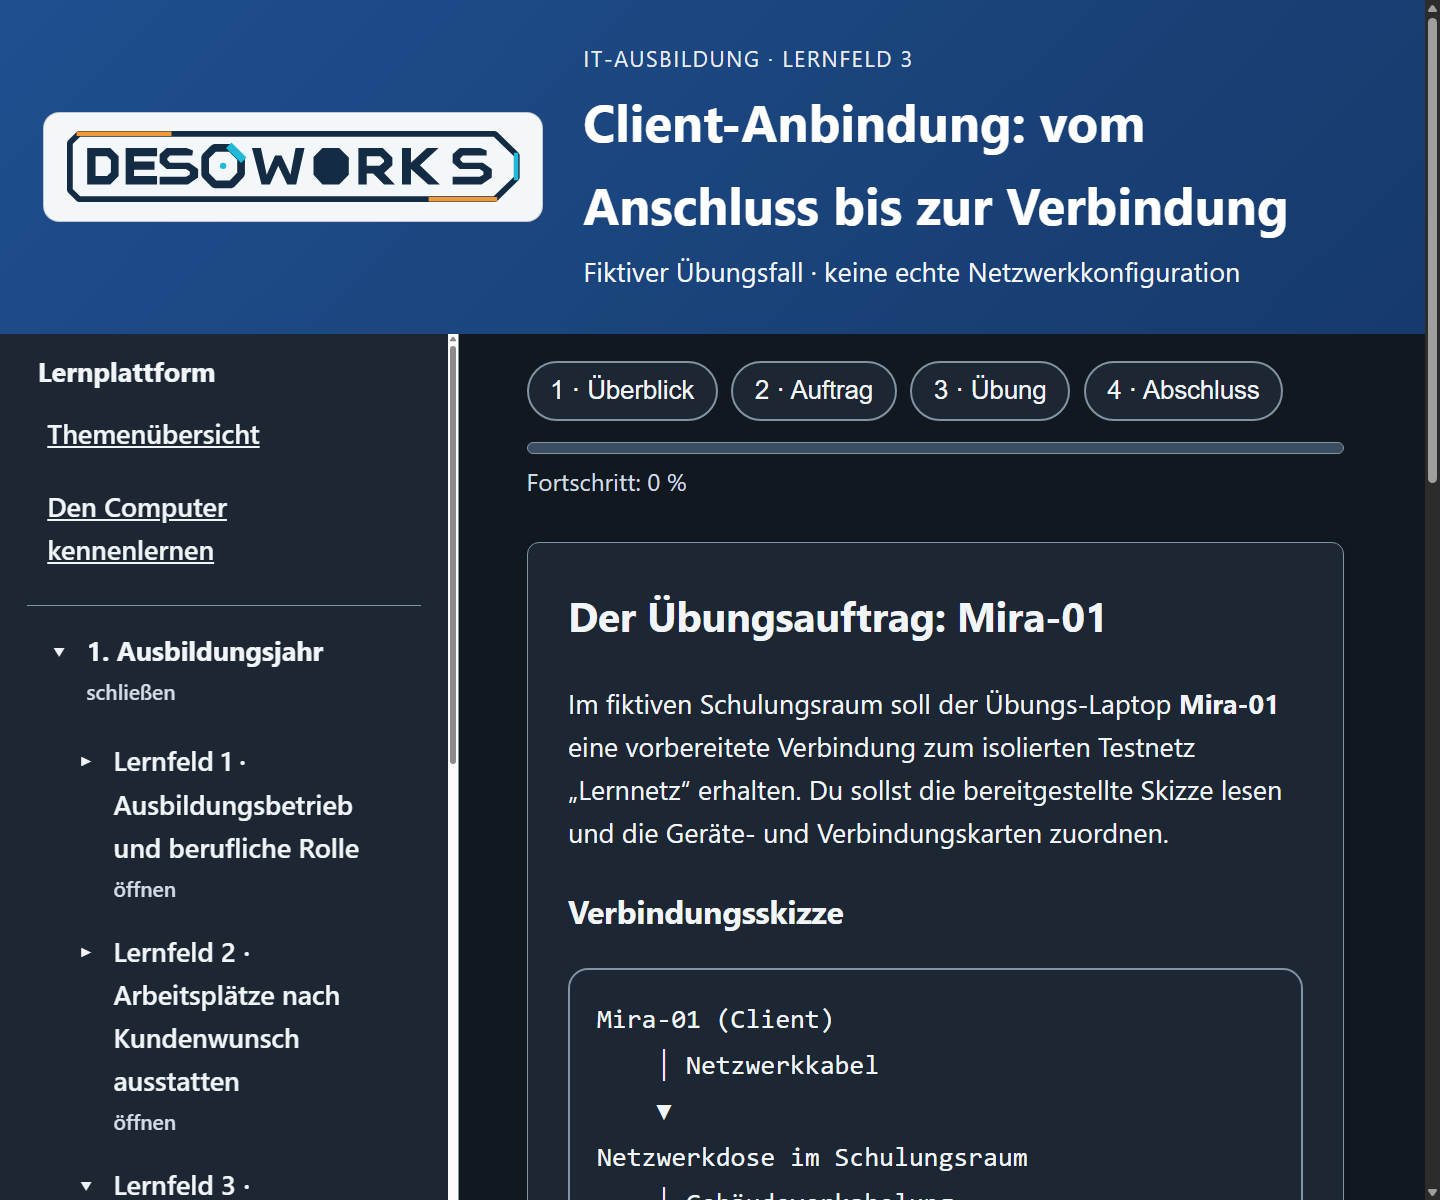 DESOWORKS
IT-AUSBILDUNG · LERNFELD 3
Client-Anbindung: vom
Anschluss bis zur Verbindung
Fiktiver Übungsfall · keine echte Netzwerkkonfiguration
Lernplattform
Themenübersicht
Den Computer
kennenlernen
▼ 1. Ausbildungsjahr
schließen
► Lernfeld 1 ·
Ausbildungsbetrieb
und berufliche Rolle
öffnen
► Lernfeld 2 ·
Arbeitsplätze nach
Kundenwunsch
ausstatten
öffnen
▼ Lernfeld 3 ·
1 · Überblick
2 · Auftrag
3 · Übung
4 · Abschluss
Fortschritt: 0 %
Der Übungsauftrag: Mira-01
Im fiktiven Schulungsraum soll der Übungs-Laptop Mira-01
eine vorbereitete Verbindung zum isolierten Testnetz
„Lernnetz“ erhalten. Du sollst die bereitgestellte Skizze lesen
und die Geräte- und Verbindungskarten zuordnen.
Verbindungsskizze
Mira-01 (Client)
│ Netzwerkkabel
▼
Netzwerkdose im Schulungsraum
│ Gebäudeverkabelung